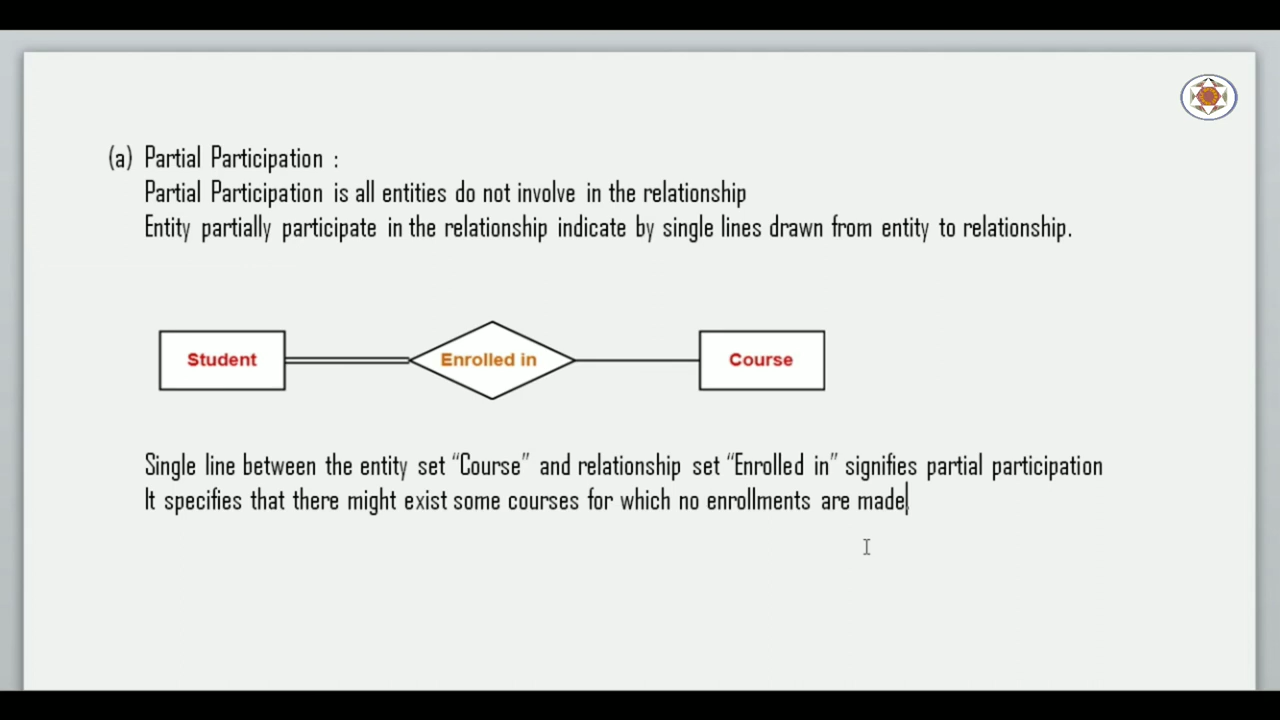 (a) Partial Participation :
Partial Participation is all entities do not involve in the relationship
Entity partially participate in the relationship indicate by single lines drawn from entity to relationship.
Student
Enrolled in
Course
Single line between the entity set “Course” and relationship set “Enrolled in” signifies partial participation
It specifies that there might exist some courses for which no enrollments are made